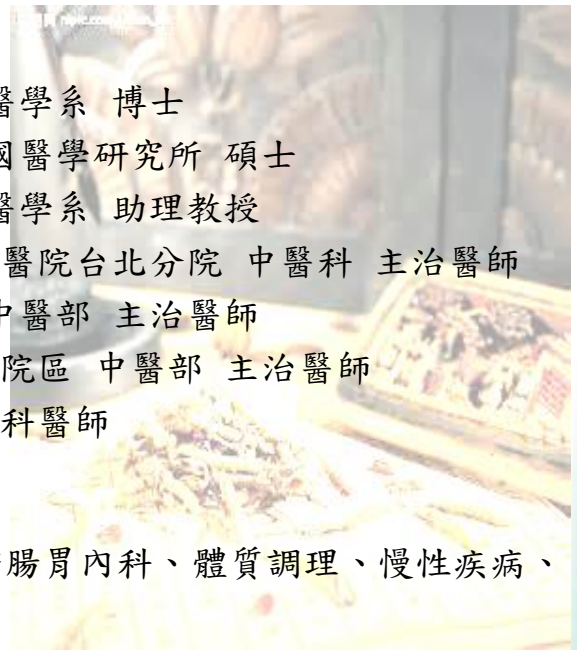 醫學系 博士
國醫學研究所 碩士
醫學系 助理教授
醫院台北分院 中醫科 主治醫師
中醫部 主治醫師
院區 中醫部 主治醫師
科醫師
腸胃內科、體質調理、慢性疾病、